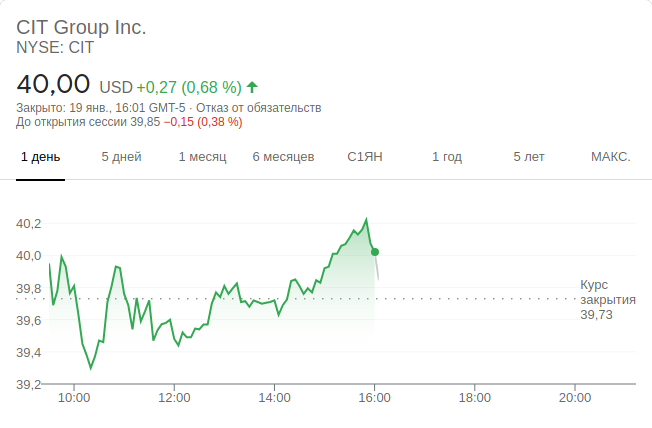 CIT Group Inc.
NYSE: CIT
40,00 USD +0,27 (0,68 %)
Закрыто: 19 янв., 16:01 GMT-5 · Отказ от обязательств
До открытия сессии 39,85 −0,15 (0,38 %)
1 день 5 дней 1 месяц 6 месяцев С1ЯН 1 год 5 лет МАКС.
40,2
40,0
39,8
39,6
39,4
39,2
Курс
закрытия
39,73
10:00 12:00 14:00 16:00 18:00 20:00